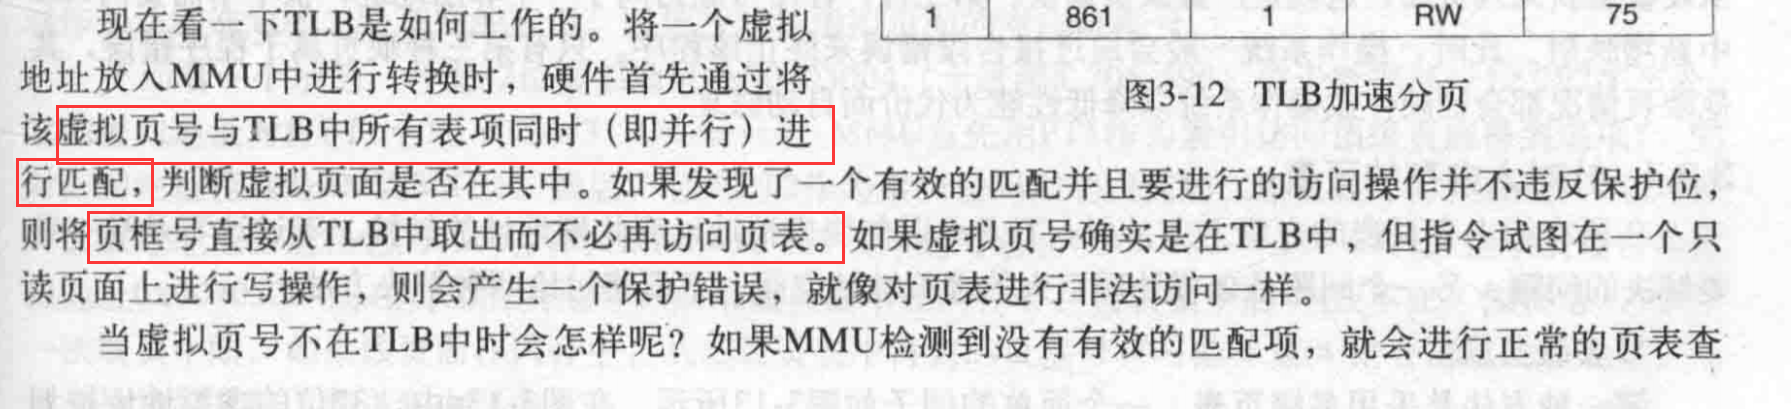 1 861 1 RW 75
图3-12 TLB加速分页
现在看一下TLB是如何工作的。将一个虚拟
地址放入MMU中进行转换时，硬件首先通过将
该虚拟页号与TLB中所有表项同时（即并行）进
行匹配，判断虚拟页面是否在其中。如果发现了一个有效的匹配并且要进行的访问操作并不违反保护位，
则将页框号直接从TLB中取出而不必再访问页表。如果虚拟页号确实是在TLB中，但指令试图在一个只
读页面上进行写操作，则会产生一个保护错误，就像对页表进行非法访问一样。
当虚拟页号不在TLB中时会怎样呢？如果MMU检测到没有有效的匹配项，就会进行正常的页表查